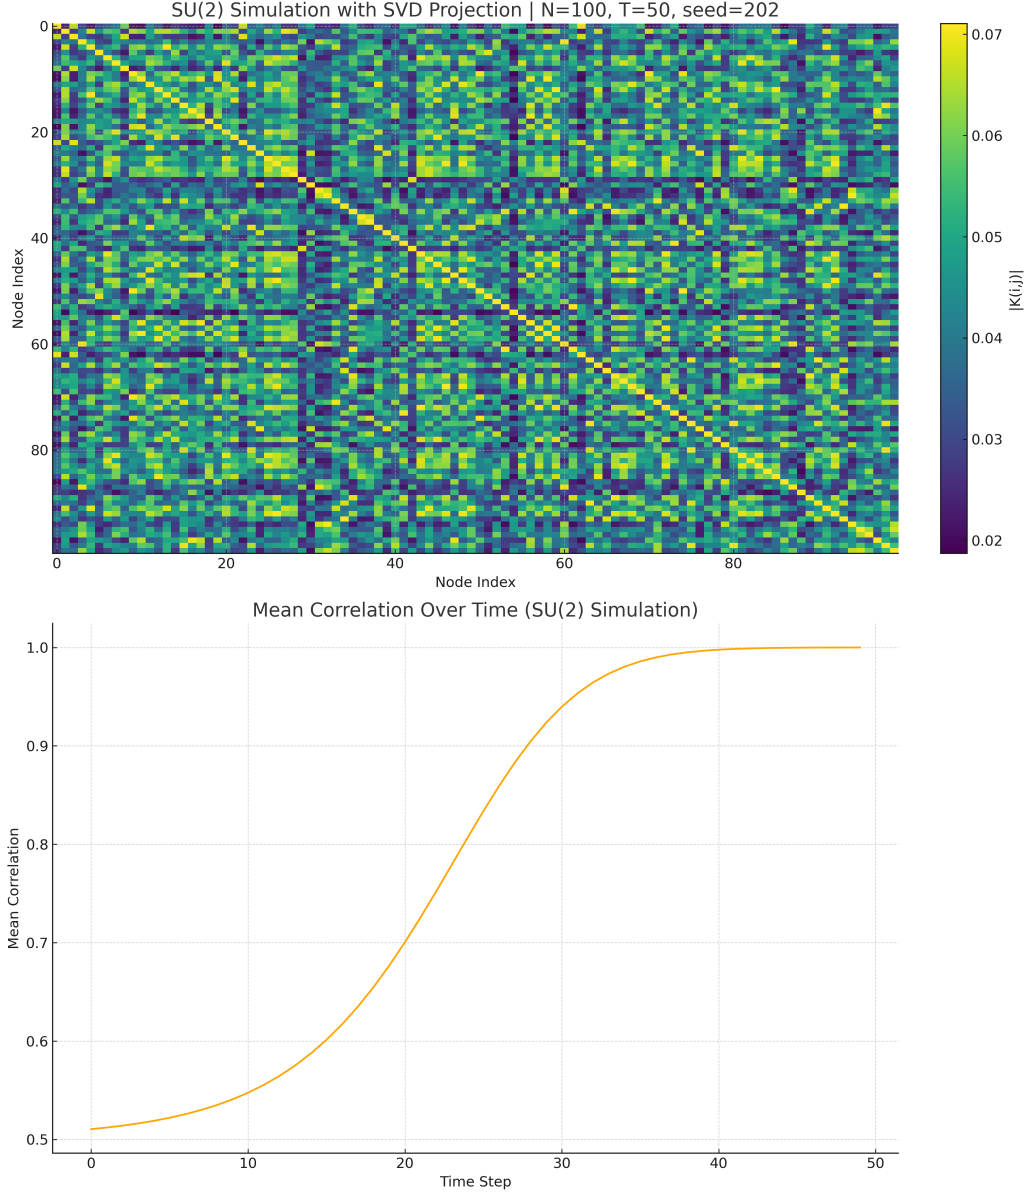 SU(2) Simulation with SVD Projection | N=100, T=50, seed=202
0
20
40
60
80
Node Index
0 20 40 60 80
Node Index
0.07
0.06
0.05
0.04
0.03
0.02
|K(i,j)|
Mean Correlation Over Time (SU(2) Simulation)
1.0
0.9
0.8
0.7
0.6
0.5
Mean Correlation
0 10 20 30 40 50
Time Step